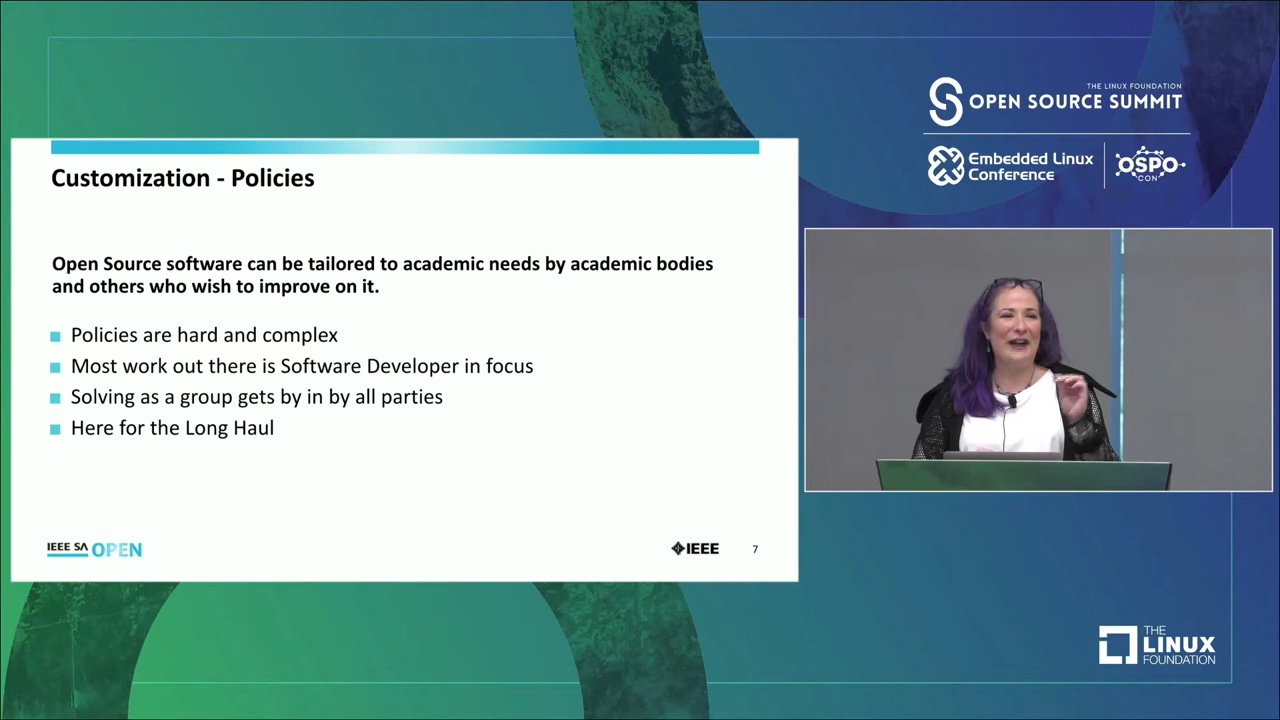 THE LINUX FOUNDATION
OPEN SOURCE SUMMIT
Embedded Linux
Conference
OSPO
CON
Customization - Policies
Open Source software can be tailored to academic needs by academic bodies
and others who wish to improve on it.
Policies are hard and complex
Most work out there is Software Developer in focus
Solving as a group gets by in by all parties
Here for the Long Haul
IEEE SA OPEN
IEEE
7
THE
LINUX
FOUNDATION